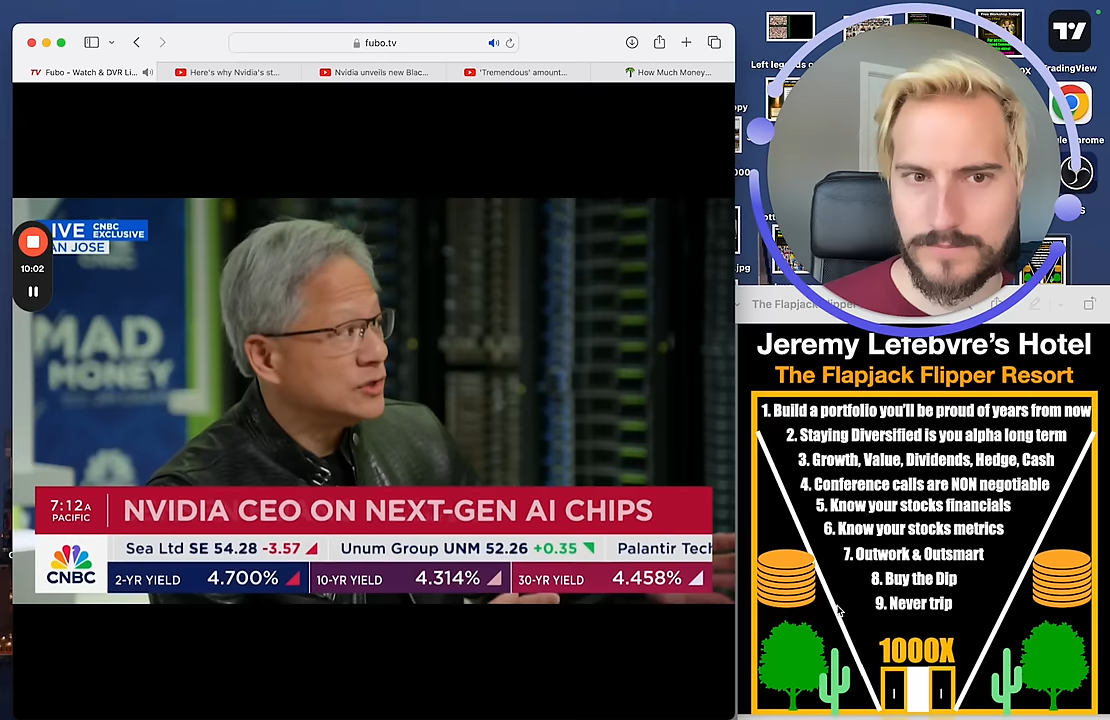 fubo.tv
TV Fubo - Watch & DVR Li...
Here's why Nvidia's st...
Nvidia unveils new Blac...
'Tremendous' amount...
How Much Money...
IVE CNBC EXCLUSIVE
AN JOSE
10:02
MAD
MONEY
7:12A PACIFIC
NVIDIA CEO ON NEXT-GEN AI CHIPS
Sea Ltd SE 54.28 -3.57 Unum Group UNM 52.26 +0.35 Palantir Tech
CNBC
2-YR YIELD 4.700% 10-YR YIELD 4.314% 30-YR YIELD 4.458%
Free Workshop Today!
TradingView
The Flapjack Flipper
Jeremy Lefebvre's Hotel
The Flapjack Flipper Resort
1. Build a portfolio you'll be proud of years from now
2. Staying Diversified is you alpha long term
3. Growth, Value, Dividends, Hedge, Cash
4. Conference calls are NON negotiable
5. Know your stocks financials
6. Know your stocks metrics
7. Outwork & Outsmart
8. Buy the Dip
9. Never trip
1000X